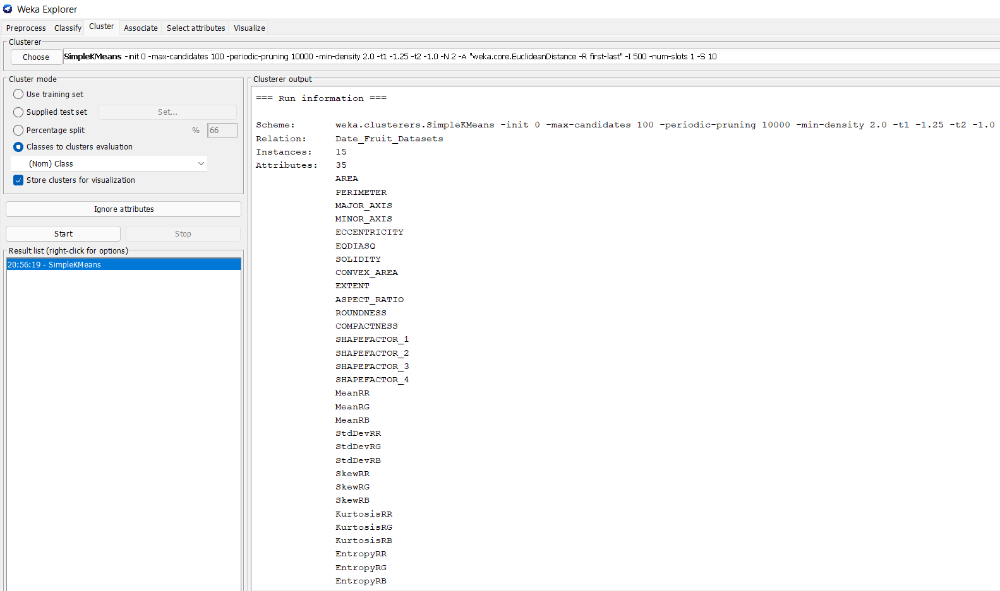 Weka Explorer
Preprocess Classify Cluster Associate Select attributes Visualize
Clusterer
Choose SimpleKMeans -init 0 -max-candidates 100 -periodic-pruning 10000 -min-density 2.0 -t1 -1.25 -t2 -1.0 -N 2 -A "weka.core.EuclideanDistance -R first-last" -I 500 -num-slots 1 -S 10
Cluster mode
Use training set
Supplied test set Set...
Percentage split % 66
Classes to clusters evaluation
(Nom) Class
Store clusters for visualization
Ignore attributes
Start Stop
Result list (right-click for options)
20:56:19 - SimpleKMeans
Clusterer output
=== Run information ===
Scheme: weka.clusterers.SimpleKMeans -init 0 -max-candidates 100 -periodic-pruning 10000 -min-density 2.0 -t1 -1.25 -t2 -1.0
Relation: Date_Fruit_Datasets
Instances: 15
Attributes: 35
AREA
PERIMETER
MAJOR_AXIS
MINOR_AXIS
ECCENTRICITY
EQDIASQ
SOLIDITY
CONVEX_AREA
EXTENT
ASPECT_RATIO
ROUNDNESS
COMPACTNESS
SHAPEFACTOR_1
SHAPEFACTOR_2
SHAPEFACTOR_3
SHAPEFACTOR_4
MeanRR
MeanRG
MeanRB
StdDevRR
StdDevRG
StdDevRB
SkewRR
SkewRG
SkewRB
KurtosisRR
KurtosisRG
KurtosisRB
EntropyRR
EntropyRG
EntropyRB